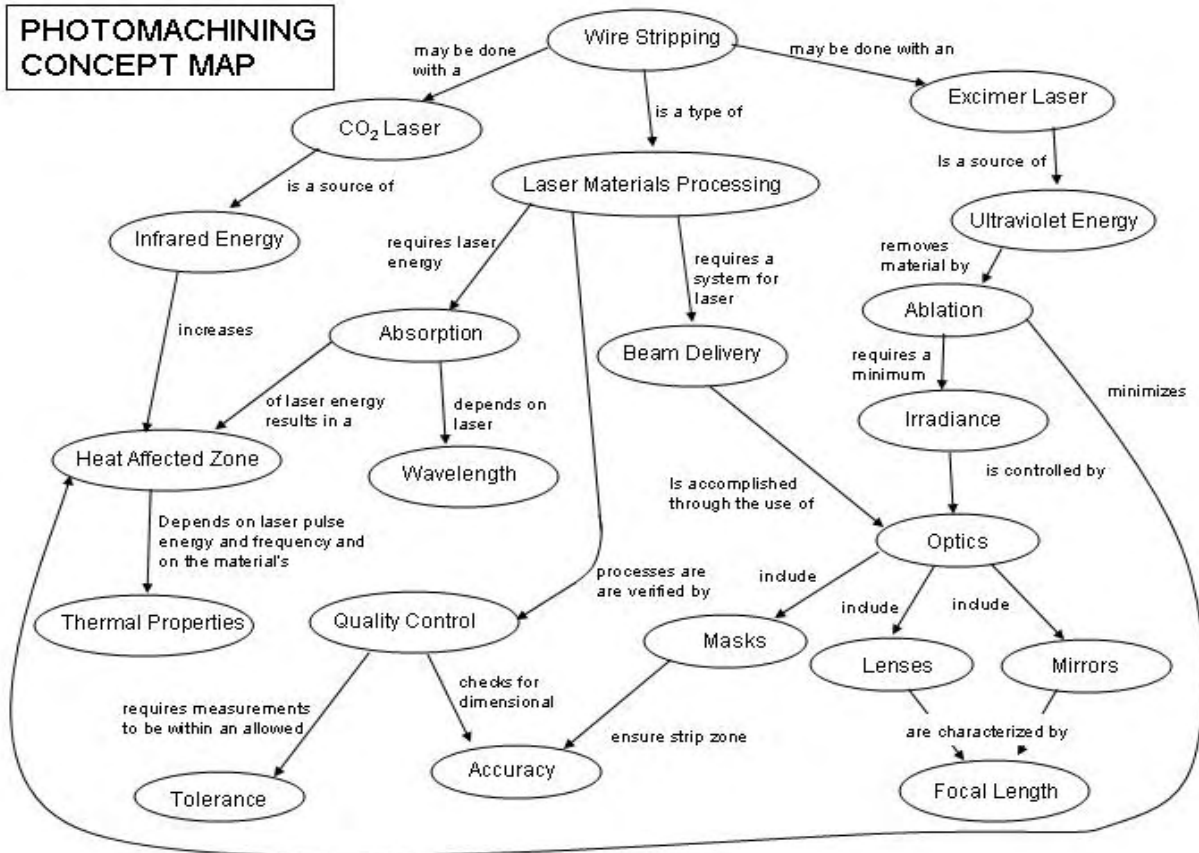 PHOTOMACHINING
CONCEPT MAP
Wire Stripping
may be done
with a
may be done with an
Excimer Laser
CO₂ Laser
is a type of
Is a source of
is a source of
Laser Materials Processing
Ultraviolet Energy
Infrared Energy
requires laser
energy
requires a
system for
laser
removes
material by
Ablation
increases
Absorption
Beam Delivery
requires a
minimum
minimizes
of laser energy
results in a
depends on
laser
Irradiance
Heat Affected Zone
Wavelength
is controlled by
Is accomplished
through the use of
Depends on laser pulse
energy and frequency and
on the material's
Optics
processes are
are verified by
include
include
include
Thermal Properties
Quality Control
Masks
Lenses
Mirrors
checks for
dimensional
requires measurements
to be within an allowed
ensure strip zone
are characterized by
Accuracy
Tolerance
Focal Length